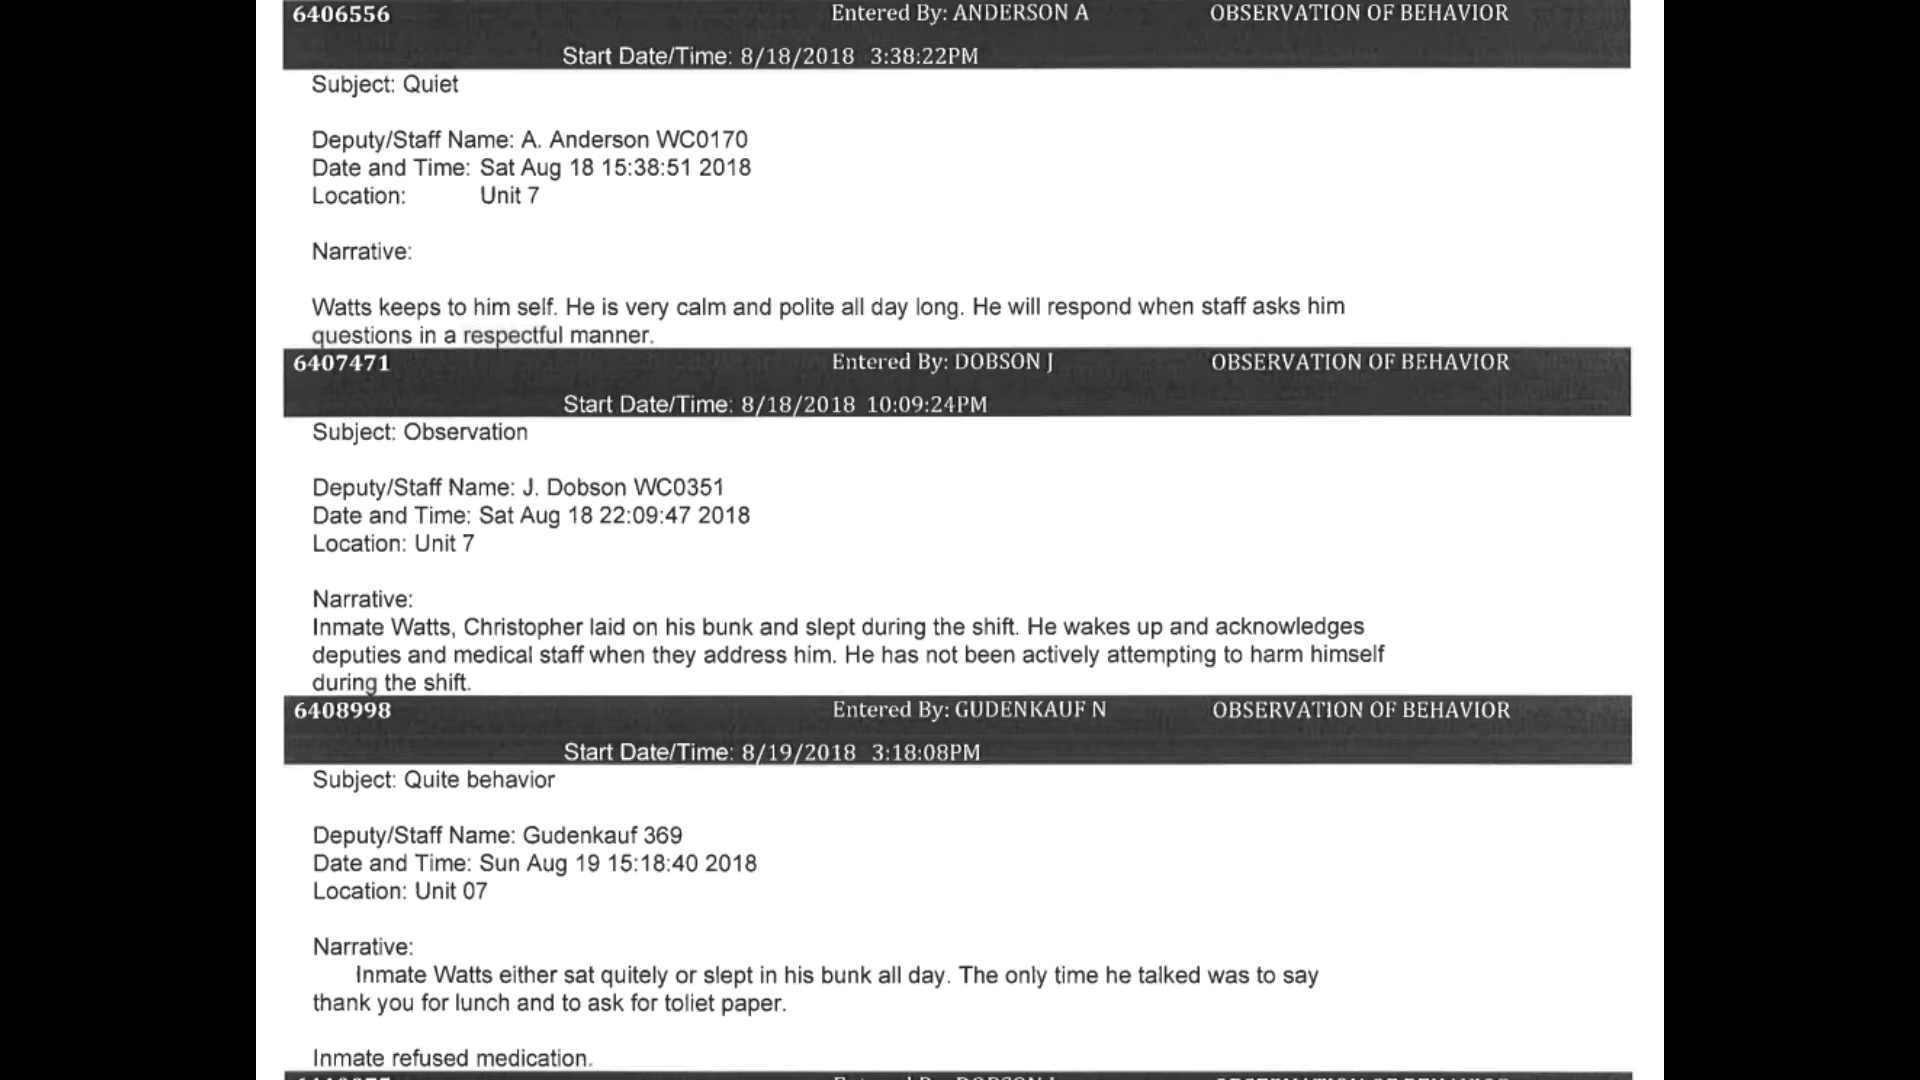 6406556 Entered By: ANDERSON A OBSERVATION OF BEHAVIOR
Start Date/Time: 8/18/2018 3:38:22PM
Subject: Quiet
Deputy/Staff Name: A. Anderson WC0170
Date and Time: Sat Aug 18 15:38:51 2018
Location: Unit 7
Narrative:
Watts keeps to him self. He is very calm and polite all day long. He will respond when staff asks him
questions in a respectful manner.
6407471 Entered By: DOBSON J OBSERVATION OF BEHAVIOR
Start Date/Time: 8/18/2018 10:09:24PM
Subject: Observation
Deputy/Staff Name: J. Dobson WC0351
Date and Time: Sat Aug 18 22:09:47 2018
Location: Unit 7
Narrative:
Inmate Watts, Christopher laid on his bunk and slept during the shift. He wakes up and acknowledges
deputies and medical staff when they address him. He has not been actively attempting to harm himself
during the shift.
6408998 Entered By: GUDENKAUF N OBSERVATION OF BEHAVIOR
Start Date/Time: 8/19/2018 3:18:08PM
Subject: Quite behavior
Deputy/Staff Name: Gudenkauf 369
Date and Time: Sun Aug 19 15:18:40 2018
Location: Unit 07
Narrative:
Inmate Watts either sat quitely or slept in his bunk all day. The only time he talked was to say
thank you for lunch and to ask for toliet paper.
Inmate refused medication.